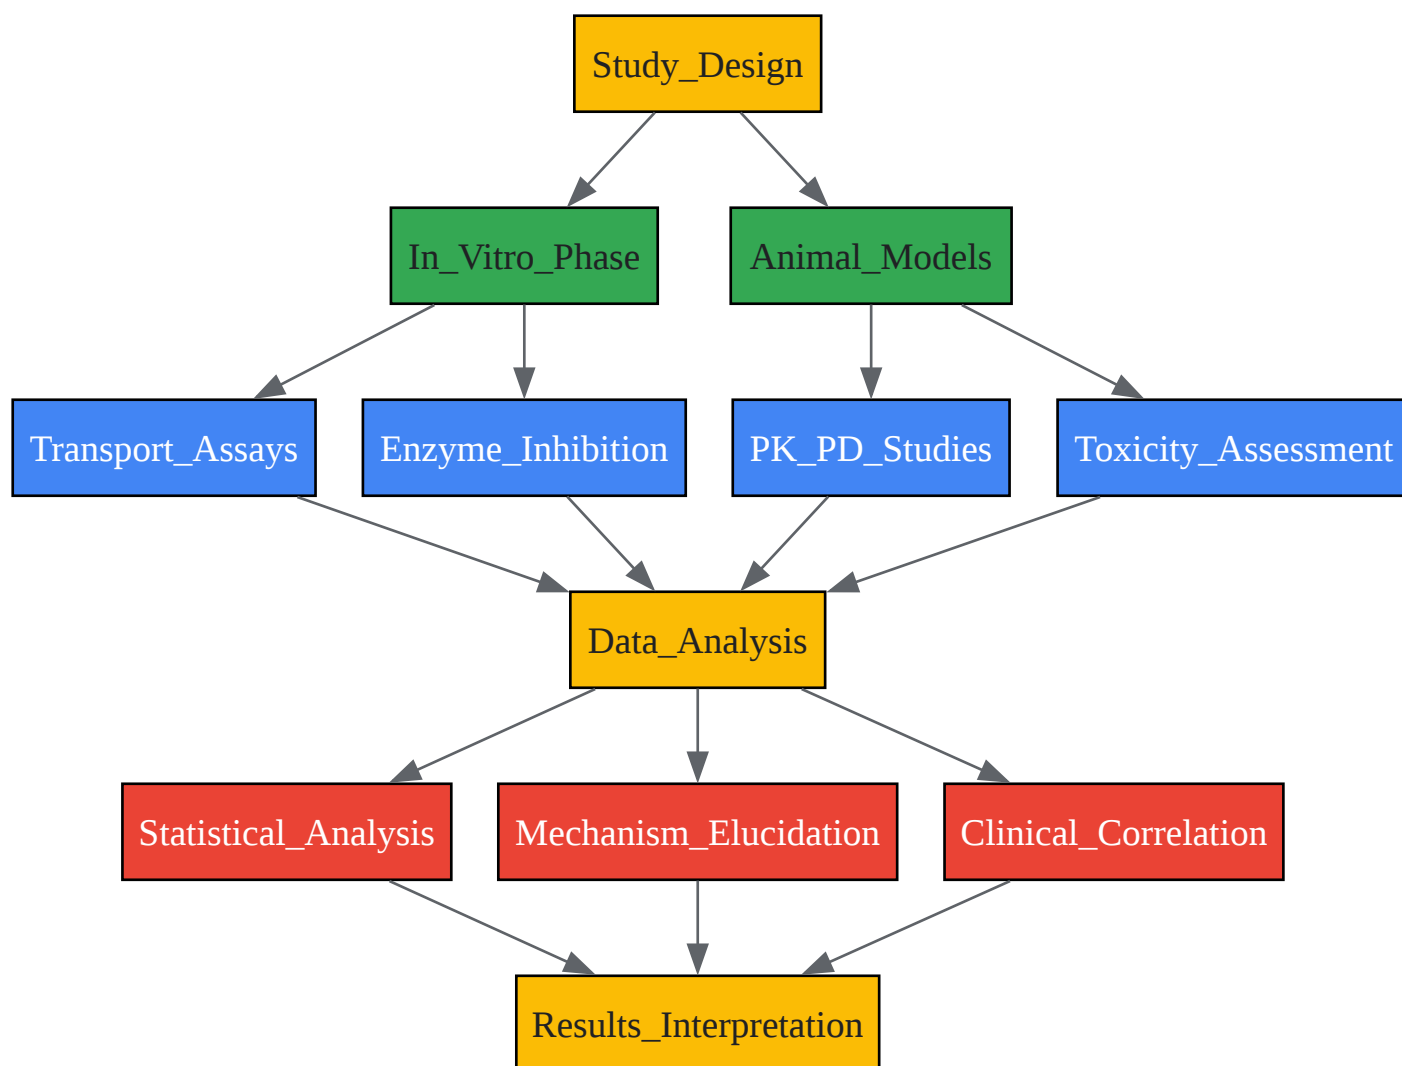 Study_Design
In_Vitro_Phase
Animal_Models
Transport_Assays
Enzyme_Inhibition
PK_PD_Studies
Toxicity_Assessment
Data_Analysis
Statistical_Analysis
Mechanism_Elucidation
Clinical_Correlation
Results_Interpretation